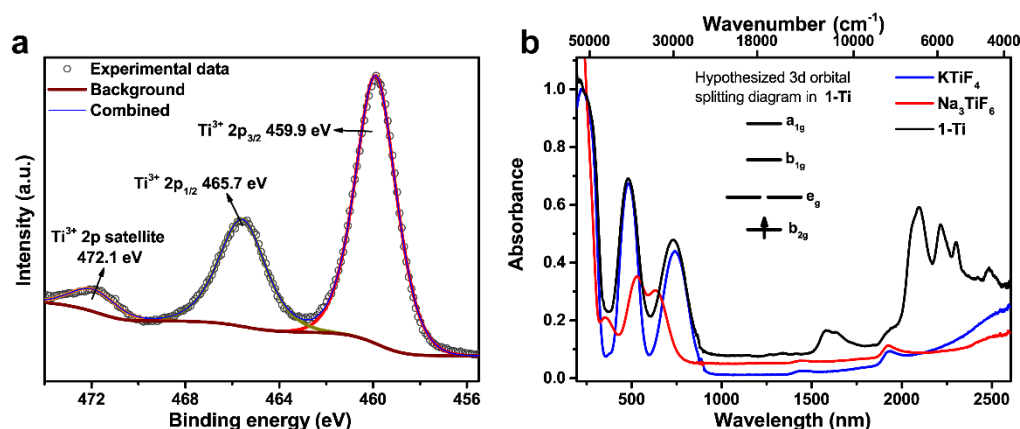 a
Experimental data
Background
Combined
Ti³⁺ 2p₃/₂ 459.9 eV
Ti³⁺ 2p₁/₂ 465.7 eV
Ti³⁺ 2p satellite
472.1 eV
Intensity (a.u.)
472 468 464 460 456
Binding energy (eV)
b
Wavenumber (cm⁻¹)
50000 30000 18000 10000 6000 4000
Hypothesized 3d orbital
splitting diagram in 1-Ti
a₁g
b₁g
eg
b₂g
KTiF₄
Na₃TiF₆
1-Ti
Absorbance
1.0
0.8
0.6
0.4
0.2
0.0
500 1000 1500 2000 2500
Wavelength (nm)